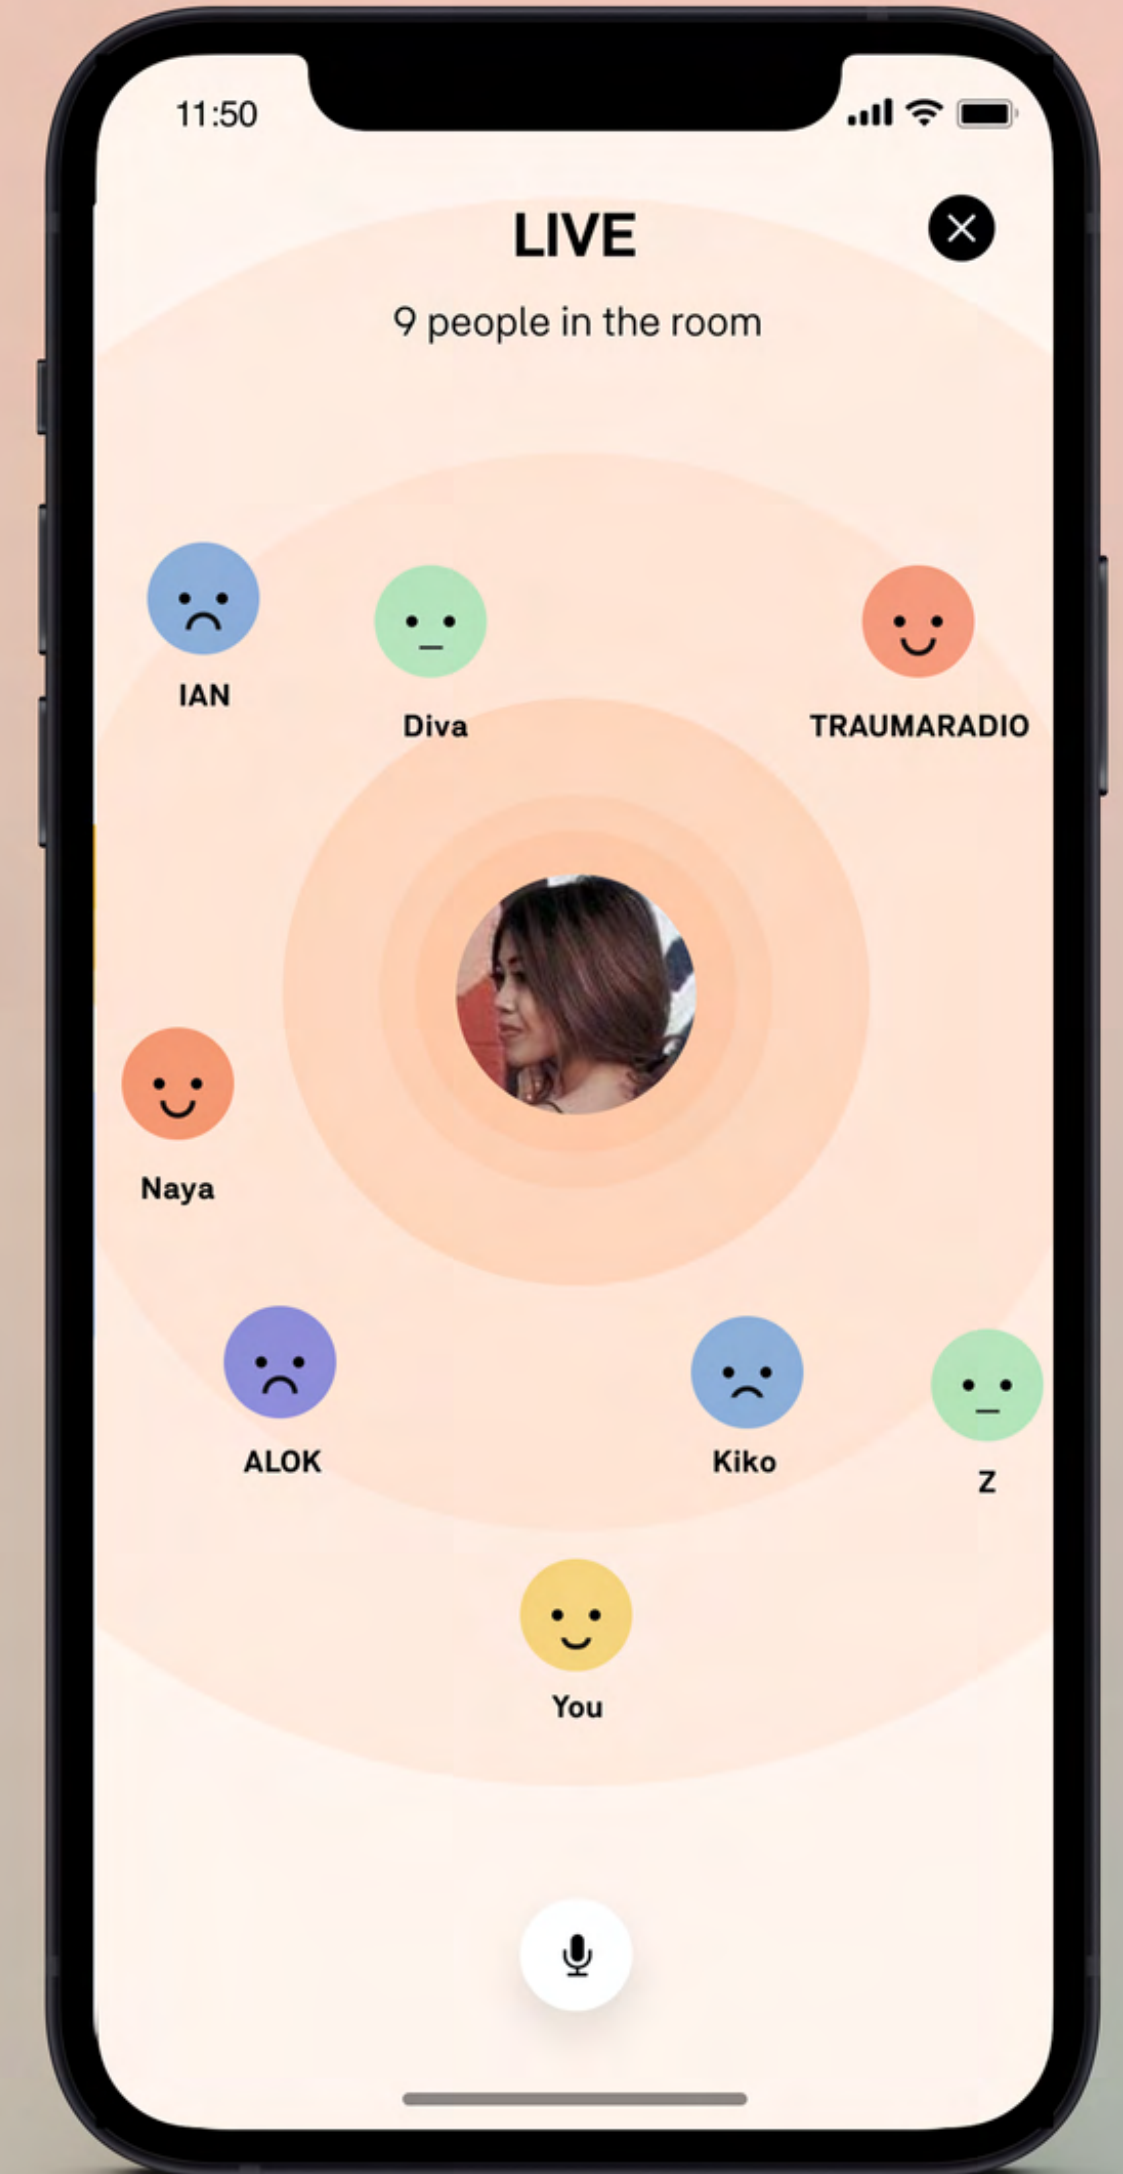 11:50
LIVE
9 people in the room
IAN
Diva
TRAUMARADIO
Naya
ALOK
Kiko
Z
You